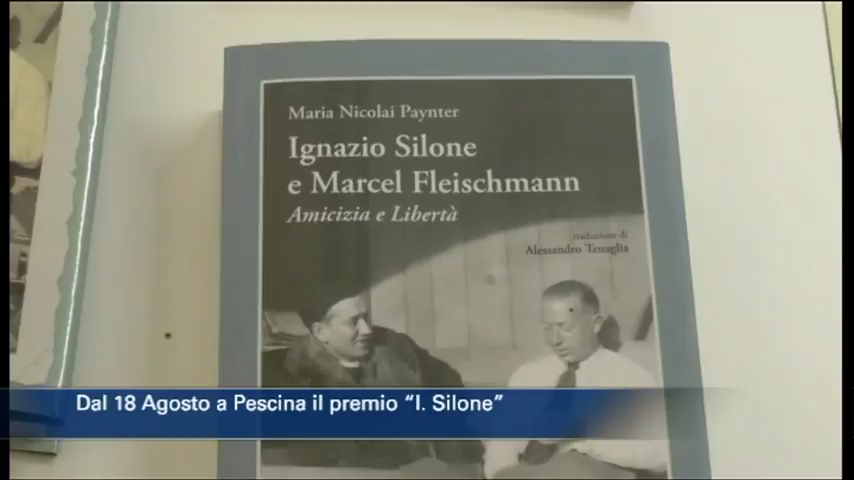 Maria Nicolai Paynter
Ignazio Silone
e Marcel Fleischmann
Amicizia e Libertà
traduzione di
Alessandro Tenaglia
Dal 18 Agosto a Pescina il premio “I. Silone”